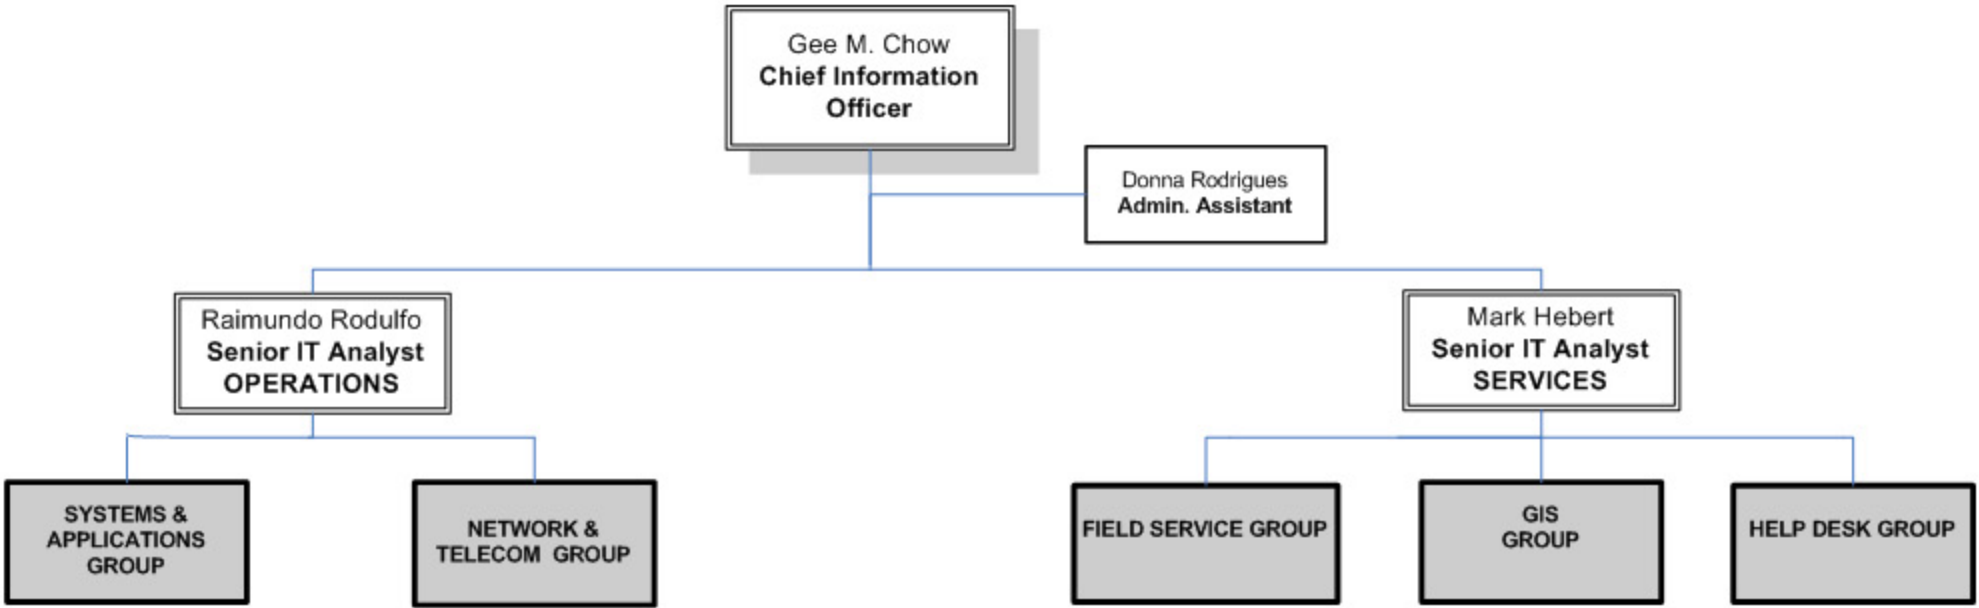 Gee M. Chow
Chief Information
Officer
Donna Rodrigues
Admin. Assistant
Raimundo Rodulfo
Senior IT Analyst
OPERATIONS
Mark Hebert
Senior IT Analyst
SERVICES
SYSTEMS &
APPLICATIONS
GROUP
NETWORK &
TELECOM GROUP
FIELD SERVICE GROUP
GIS
GROUP
HELP DESK GROUP